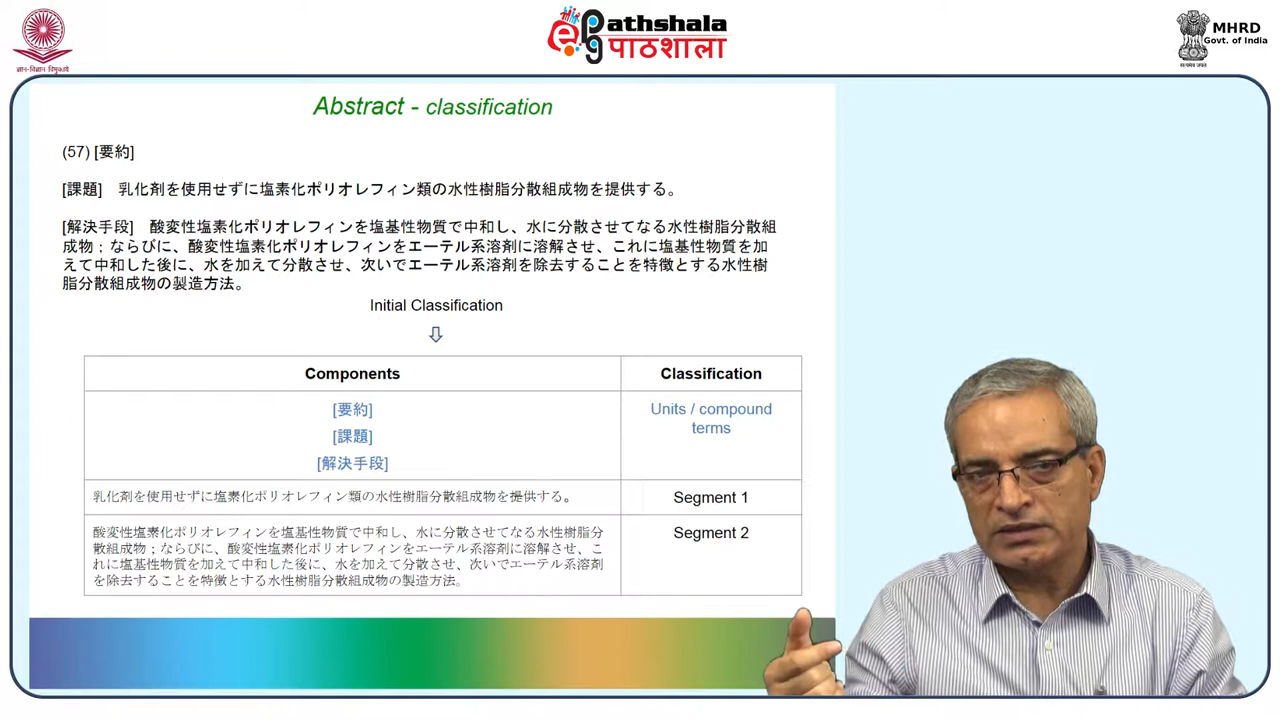 ज्ञान-विज्ञान विमुक्तये
Pathshala
पाठशाला
MHRD
Govt. of India
सत्यमेव जयते
Abstract - classification
(57) [要約]
[課題] 乳化剤を使用せずに塩素化ポリオレフィン類の水性樹脂分散組成物を提供する。
[解決手段] 酸変性塩素化ポリオレフィンを塩基性物質で中和し、水に分散させてなる水性樹脂分散組
成物；ならびに、酸変性塩素化ポリオレフィンをエーテル系溶剤に溶解させ、これに塩基性物質を加
えて中和した後に、水を加えて分散させ、次いでエーテル系溶剤を除去することを特徴とする水性樹
脂分散組成物の製造方法。
Initial Classification
Components
Classification
[要約]
[課題]
[解決手段]
Units / compound
terms
乳化剤を使用せずに塩素化ポリオレフィン類の水性樹脂分散組成物を提供する。
Segment 1
酸変性塩素化ポリオレフィンを塩基性物質で中和し、水に分散させてなる水性樹脂分
散組成物；ならびに、酸変性塩素化ポリオレフィンをエーテル系溶剤に溶解させ、こ
れに塩基性物質を加えて中和した後に、水を加えて分散させ、次いでエーテル系溶剤
を除去することを特徴とする水性樹脂分散組成物の製造方法。
Segment 2